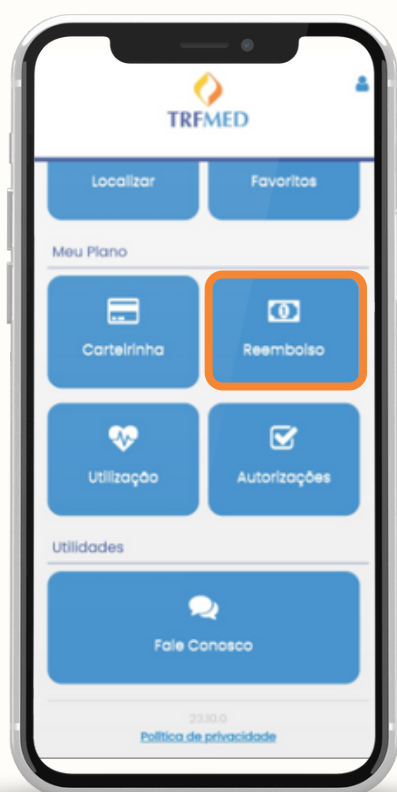 TRFMED
Localizar Favoritos
Meu Plano
Carteirinha Reembolso
Utilização Autorizações
Utilidades
Fale Conosco
23.10.0
Política de privacidade